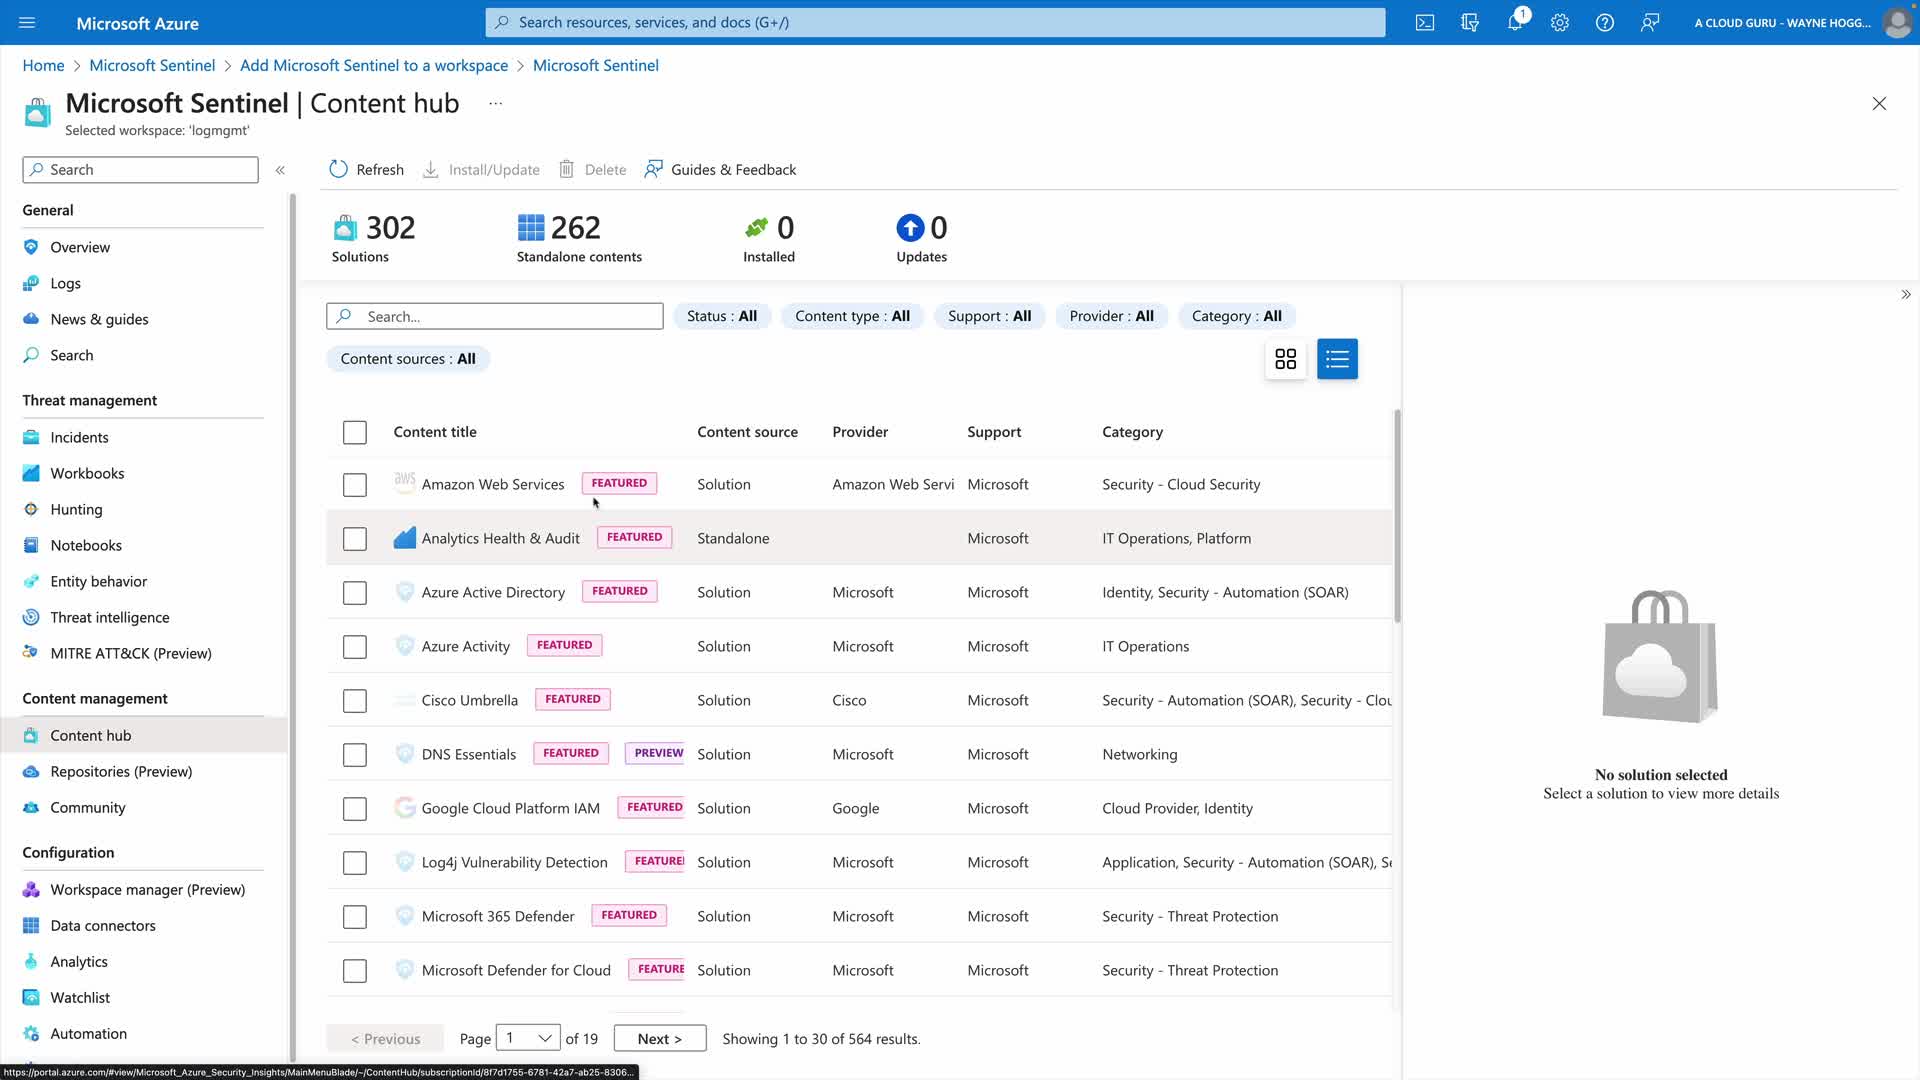 Microsoft Azure
Search resources, services, and docs (G+/)
1
A CLOUD GURU - WAYNE HOGG...
Home > Microsoft Sentinel > Add Microsoft Sentinel to a workspace > Microsoft Sentinel
Microsoft Sentinel | Content hub ...
Selected workspace: 'logmgmt'
Search
«
Refresh
Install/Update
Delete
Guides & Feedback
General
Overview
Logs
News & guides
Search
Threat management
Incidents
Workbooks
Hunting
Notebooks
Entity behavior
Threat intelligence
MITRE ATT&CK (Preview)
Content management
Content hub
Repositories (Preview)
Community
Configuration
Workspace manager (Preview)
Data connectors
Analytics
Watchlist
Automation
302
Solutions
262
Standalone contents
0
Installed
0
Updates
Search...
Status : All
Content type : All
Support : All
Provider : All
Category : All
Content sources : All
»
Content title Content source Provider Support Category
aws Amazon Web Services FEATURED Solution Amazon Web Servi Microsoft Security - Cloud Security
Analytics Health & Audit FEATURED Standalone Microsoft IT Operations, Platform
Azure Active Directory FEATURED Solution Microsoft Microsoft Identity, Security - Automation (SOAR)
Azure Activity FEATURED Solution Microsoft Microsoft IT Operations
Cisco Umbrella FEATURED Solution Cisco Microsoft Security - Automation (SOAR), Security - Clou
DNS Essentials FEATURED PREVIEW Solution Microsoft Microsoft Networking
Google Cloud Platform IAM FEATURED Solution Google Microsoft Cloud Provider, Identity
Log4j Vulnerability Detection FEATURE Solution Microsoft Microsoft Application, Security - Automation (SOAR), Se
Microsoft 365 Defender FEATURED Solution Microsoft Microsoft Security - Threat Protection
Microsoft Defender for Cloud FEATURE Solution Microsoft Microsoft Security - Threat Protection
< Previous Page 1 of 19 Next > Showing 1 to 30 of 564 results.
No solution selected
Select a solution to view more details
https://portal.azure.com/#view/Microsoft_Azure_Security_Insights/MainMenuBlade/~/ContentHub/subscriptionId/8f7d1755-6781-42a7-ab25-8306...